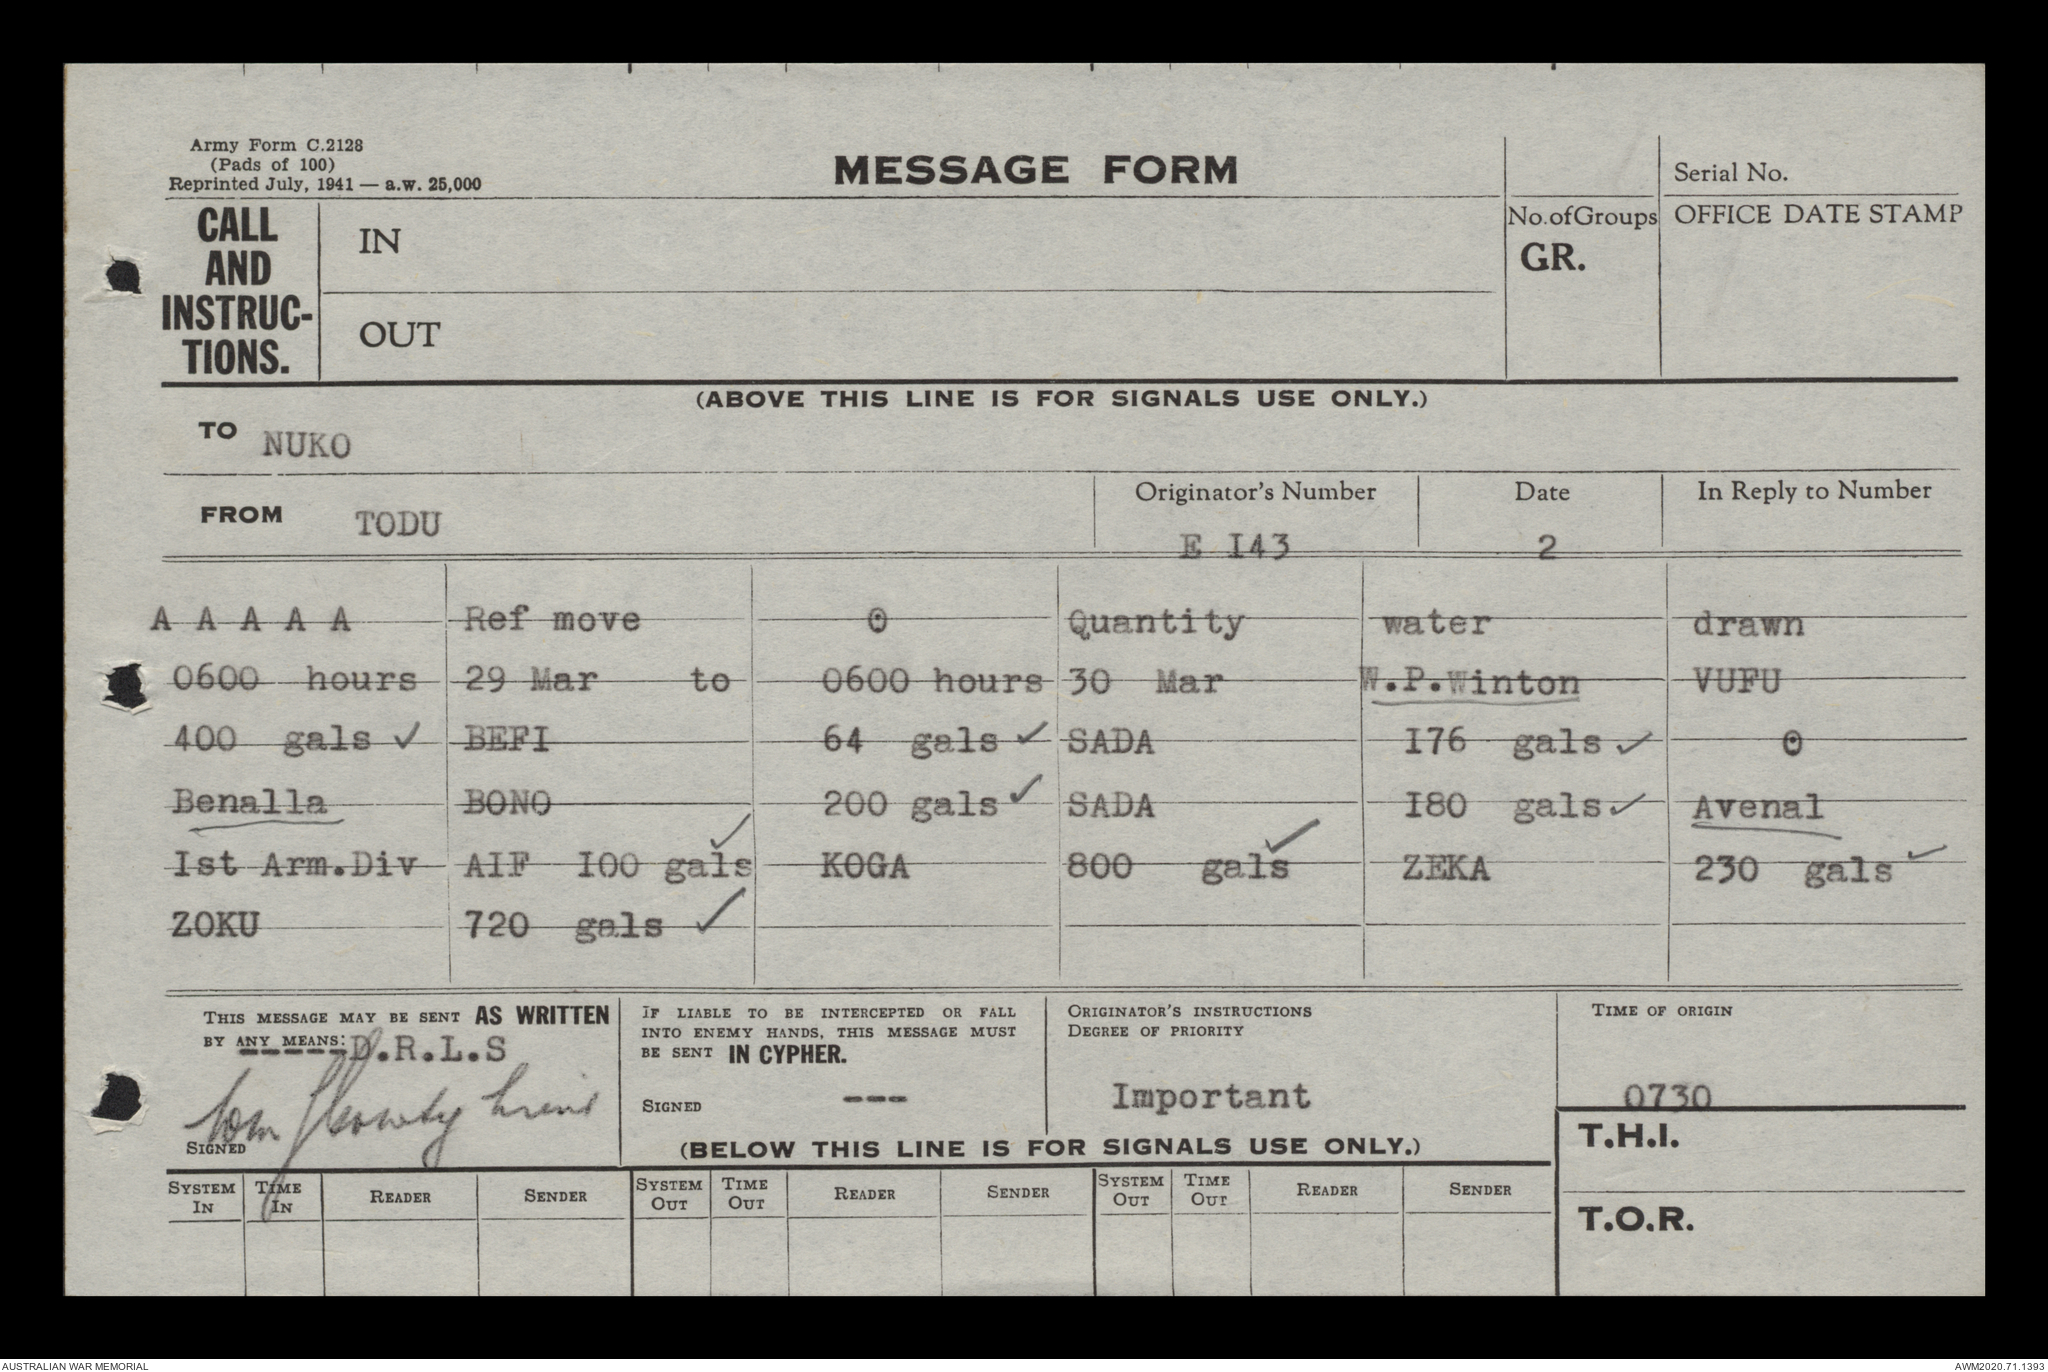 Army Form C.2128
(Pads of 100)
Reprinted July, 1941 — a.w. 25,000
MESSAGE FORM
Serial No.
CALL
AND
INSTRUC-
TIONS.
IN
OUT
No. of Groups
GR.
OFFICE DATE STAMP
(ABOVE THIS LINE IS FOR SIGNALS USE ONLY.)
TO NUKO
FROM TODU
Originator's Number
E I43
Date
2
In Reply to Number
A A A A A Ref move ⊙ Quantity water drawn
0600 hours 29 Mar to 0600 hours 30 Mar W.P.Winton VUFU
400 gals ✓ BEFI 64 gals ✓ SADA I76 gals ✓ ⊙
Benalla BONO 200 gals ✓ SADA I80 gals ✓ Avenal
Ist Arm.Div AIF I00 gals ✓ KOGA 800 gals ✓ ZEKA 230 gals ✓
ZOKU 720 gals ✓
THIS MESSAGE MAY BE SENT AS WRITTEN
BY ANY MEANS: D.R.L.S
SIGNED
IF LIABLE TO BE INTERCEPTED OR FALL
INTO ENEMY HANDS, THIS MESSAGE MUST
BE SENT IN CYPHER.
SIGNED ---
ORIGINATOR'S INSTRUCTIONS
DEGREE OF PRIORITY
Important
TIME OF ORIGIN
0730
(BELOW THIS LINE IS FOR SIGNALS USE ONLY.)
T.H.I.
T.O.R.
SYSTEM IN TIME IN READER SENDER SYSTEM OUT TIME OUT READER SENDER SYSTEM OUT TIME OUT READER SENDER
AUSTRALIAN WAR MEMORIAL
AWM2020.71.1393